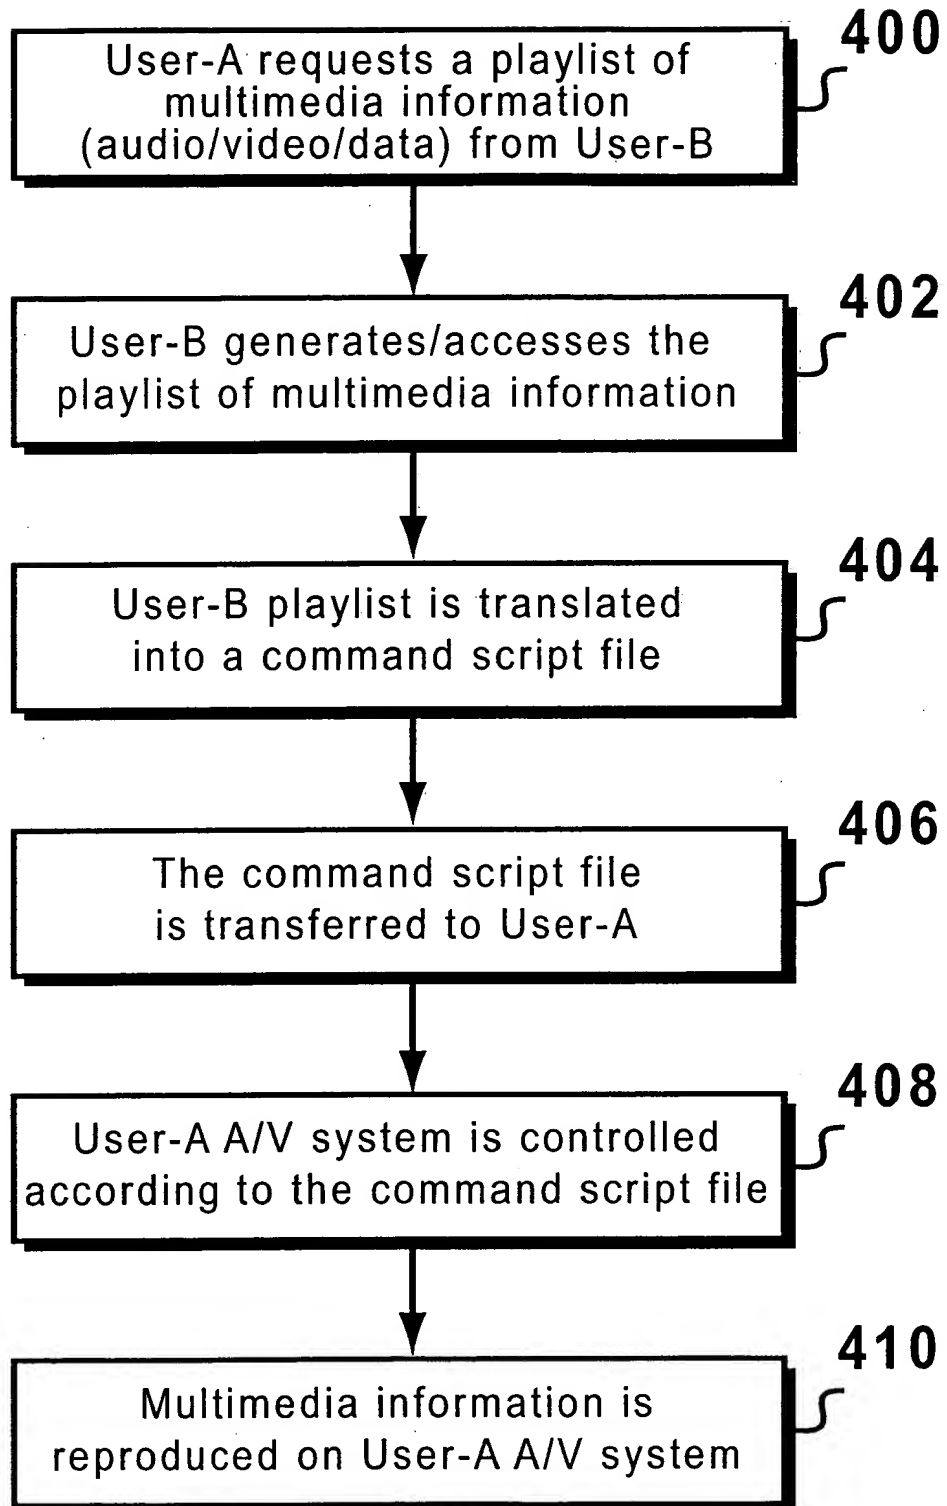 400
User-A requests a playlist of
multimedia information
(audio/video/data) from User-B
402
User-B generates/accesses the
playlist of multimedia information
404
User-B playlist is translated
into a command script file
406
The command script file
is transferred to User-A
408
User-A A/V system is controlled
according to the command script file
410
Multimedia information is
reproduced on User-A A/V system